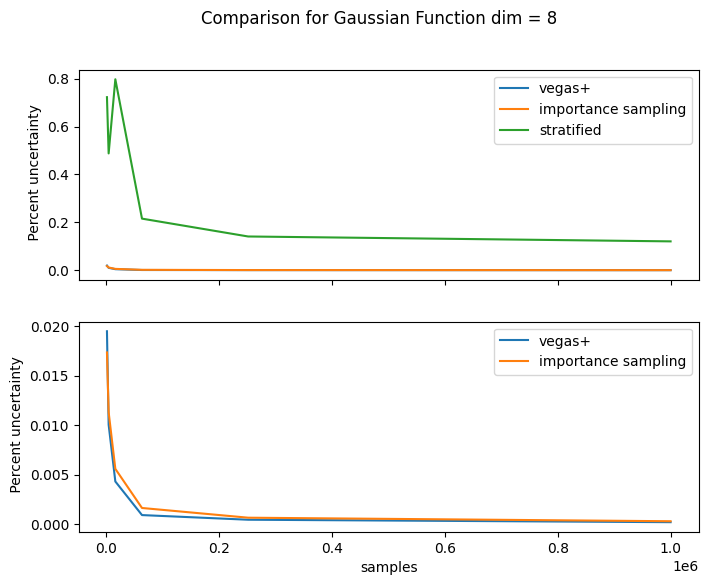 Comparison for Gaussian Function dim = 8
Percent uncertainty
0.8
0.6
0.4
0.2
0.0
vegas+
importance sampling
stratified
Percent uncertainty
0.020
0.015
0.010
0.005
0.000
vegas+
importance sampling
0.0 0.2 0.4 0.6 0.8 1.0
samples
1e6